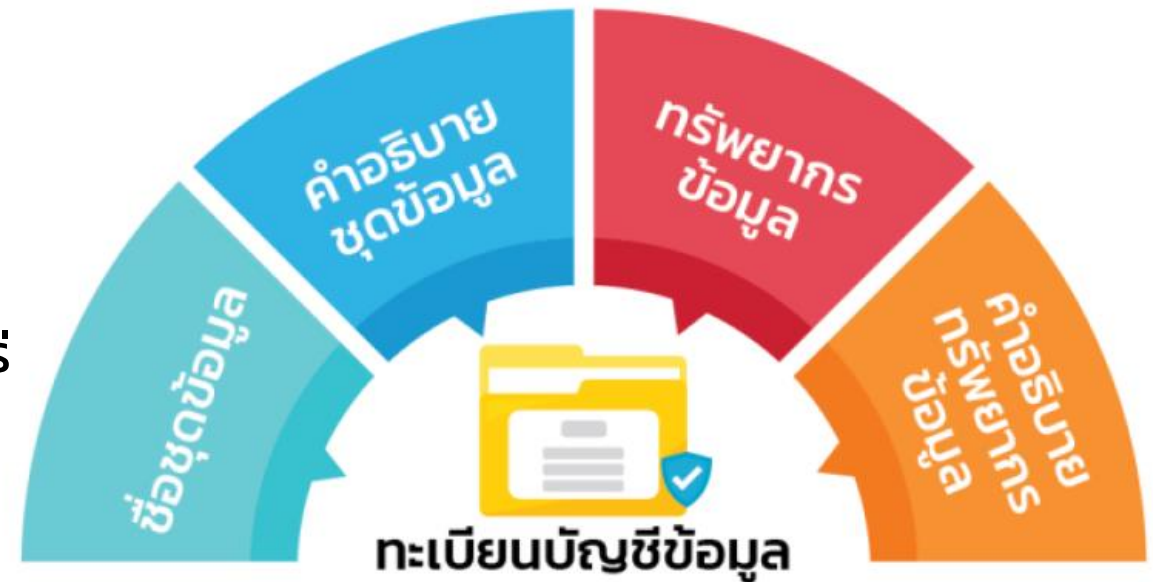 ชื่อชุดข้อมูล
คำอธิบาย
ชุดข้อมูล
ทรัพยากร
ข้อมูล
คำอธิบาย
ทรัพยากร
ข้อมูล
ทะเบียนบัญชีข้อมูล